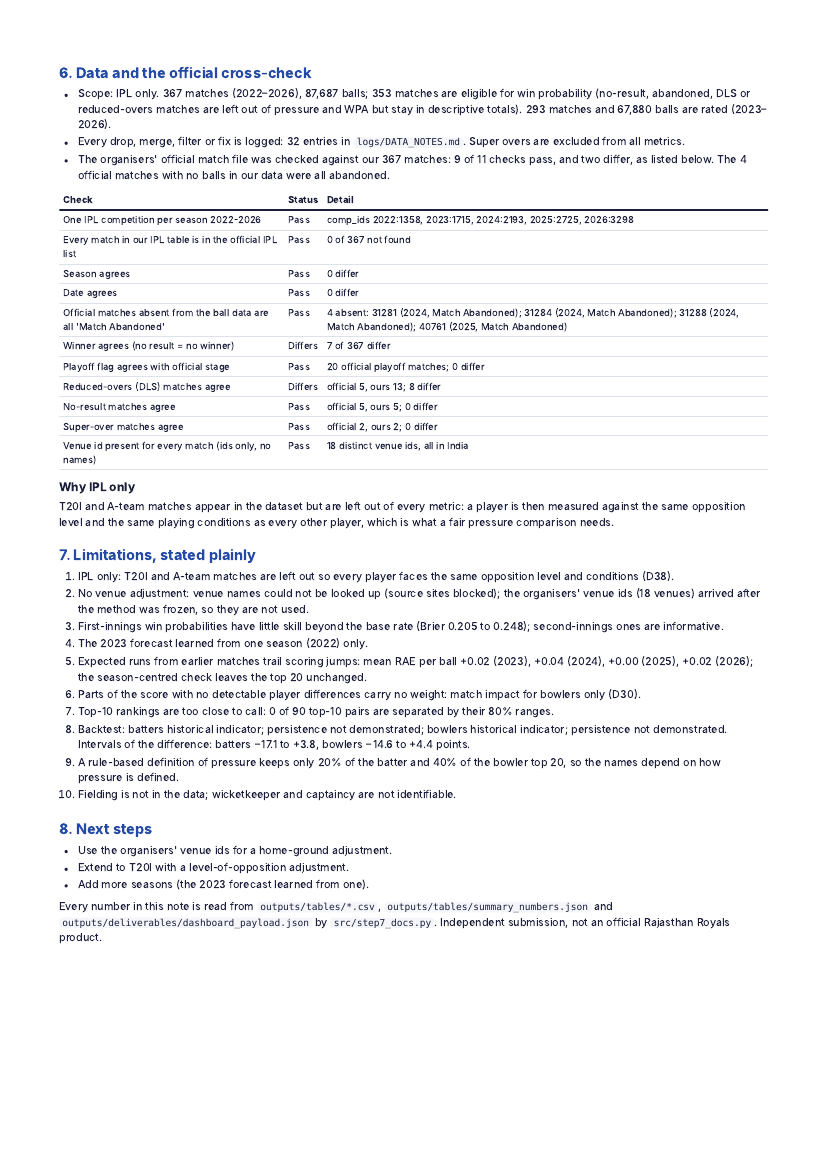 6. Data and the official cross-check
• Scope: IPL only. 367 matches (2022–2026), 87,687 balls; 353 matches are eligible for win probability (no-result, abandoned, DLS or
reduced-overs matches are left out of pressure and WPA but stay in descriptive totals). 293 matches and 67,880 balls are rated (2023–
2026).
• Every drop, merge, filter or fix is logged: 32 entries in logs/DATA_NOTES.md. Super overs are excluded from all metrics.
• The organisers' official match file was checked against our 367 matches: 9 of 11 checks pass, and two differ, as listed below. The 4
official matches with no balls in our data were all abandoned.
Check Status Detail
One IPL competition per season 2022-2026 Pass comp_ids 2022:1358, 2023:1715, 2024:2193, 2025:2725, 2026:3298
Every match in our IPL table is in the official IPL Pass 0 of 367 not found
list
Season agrees Pass 0 differ
Date agrees Pass 0 differ
Official matches absent from the ball data are Pass 4 absent: 31281 (2024, Match Abandoned); 31284 (2024, Match Abandoned); 31288 (2024,
all 'Match Abandoned' Match Abandoned); 40761 (2025, Match Abandoned)
Winner agrees (no result = no winner) Differs 7 of 367 differ
Playoff flag agrees with official stage Pass 20 official playoff matches; 0 differ
Reduced-overs (DLS) matches agree Differs official 5, ours 13; 8 differ
No-result matches agree Pass official 5, ours 5; 0 differ
Super-over matches agree Pass official 2, ours 2; 0 differ
Venue id present for every match (ids only, no Pass 18 distinct venue ids, all in India
names)
Why IPL only
T20I and A-team matches appear in the dataset but are left out of every metric: a player is then measured against the same opposition
level and the same playing conditions as every other player, which is what a fair pressure comparison needs.
7. Limitations, stated plainly
1. IPL only: T20I and A-team matches are left out so every player faces the same opposition level and conditions (D38).
2. No venue adjustment: venue names could not be looked up (source sites blocked); the organisers' venue ids (18 venues) arrived after
the method was frozen, so they are not used.
3. First-innings win probabilities have little skill beyond the base rate (Brier 0.205 to 0.248); second-innings ones are informative.
4. The 2023 forecast learned from one season (2022) only.
5. Expected runs from earlier matches trail scoring jumps: mean RAE per ball +0.02 (2023), +0.04 (2024), +0.00 (2025), +0.02 (2026);
the season-centred check leaves the top 20 unchanged.
6. Parts of the score with no detectable player differences carry no weight: match impact for bowlers only (D30).
7. Top-10 rankings are too close to call: 0 of 90 top-10 pairs are separated by their 80% ranges.
8. Backtest: batters historical indicator; persistence not demonstrated; bowlers historical indicator; persistence not demonstrated.
Intervals of the difference: batters −17.1 to +3.8, bowlers −14.6 to +4.4 points.
9. A rule-based definition of pressure keeps only 20% of the batter and 40% of the bowler top 20, so the names depend on how
pressure is defined.
10. Fielding is not in the data; wicketkeeper and captaincy are not identifiable.
8. Next steps
• Use the organisers' venue ids for a home-ground adjustment.
• Extend to T20I with a level-of-opposition adjustment.
• Add more seasons (the 2023 forecast learned from one).
Every number in this note is read from outputs/tables/*.csv, outputs/tables/summary_numbers.json and
outputs/deliverables/dashboard_payload.json by src/step7_docs.py. Independent submission, not an official Rajasthan Royals
product.